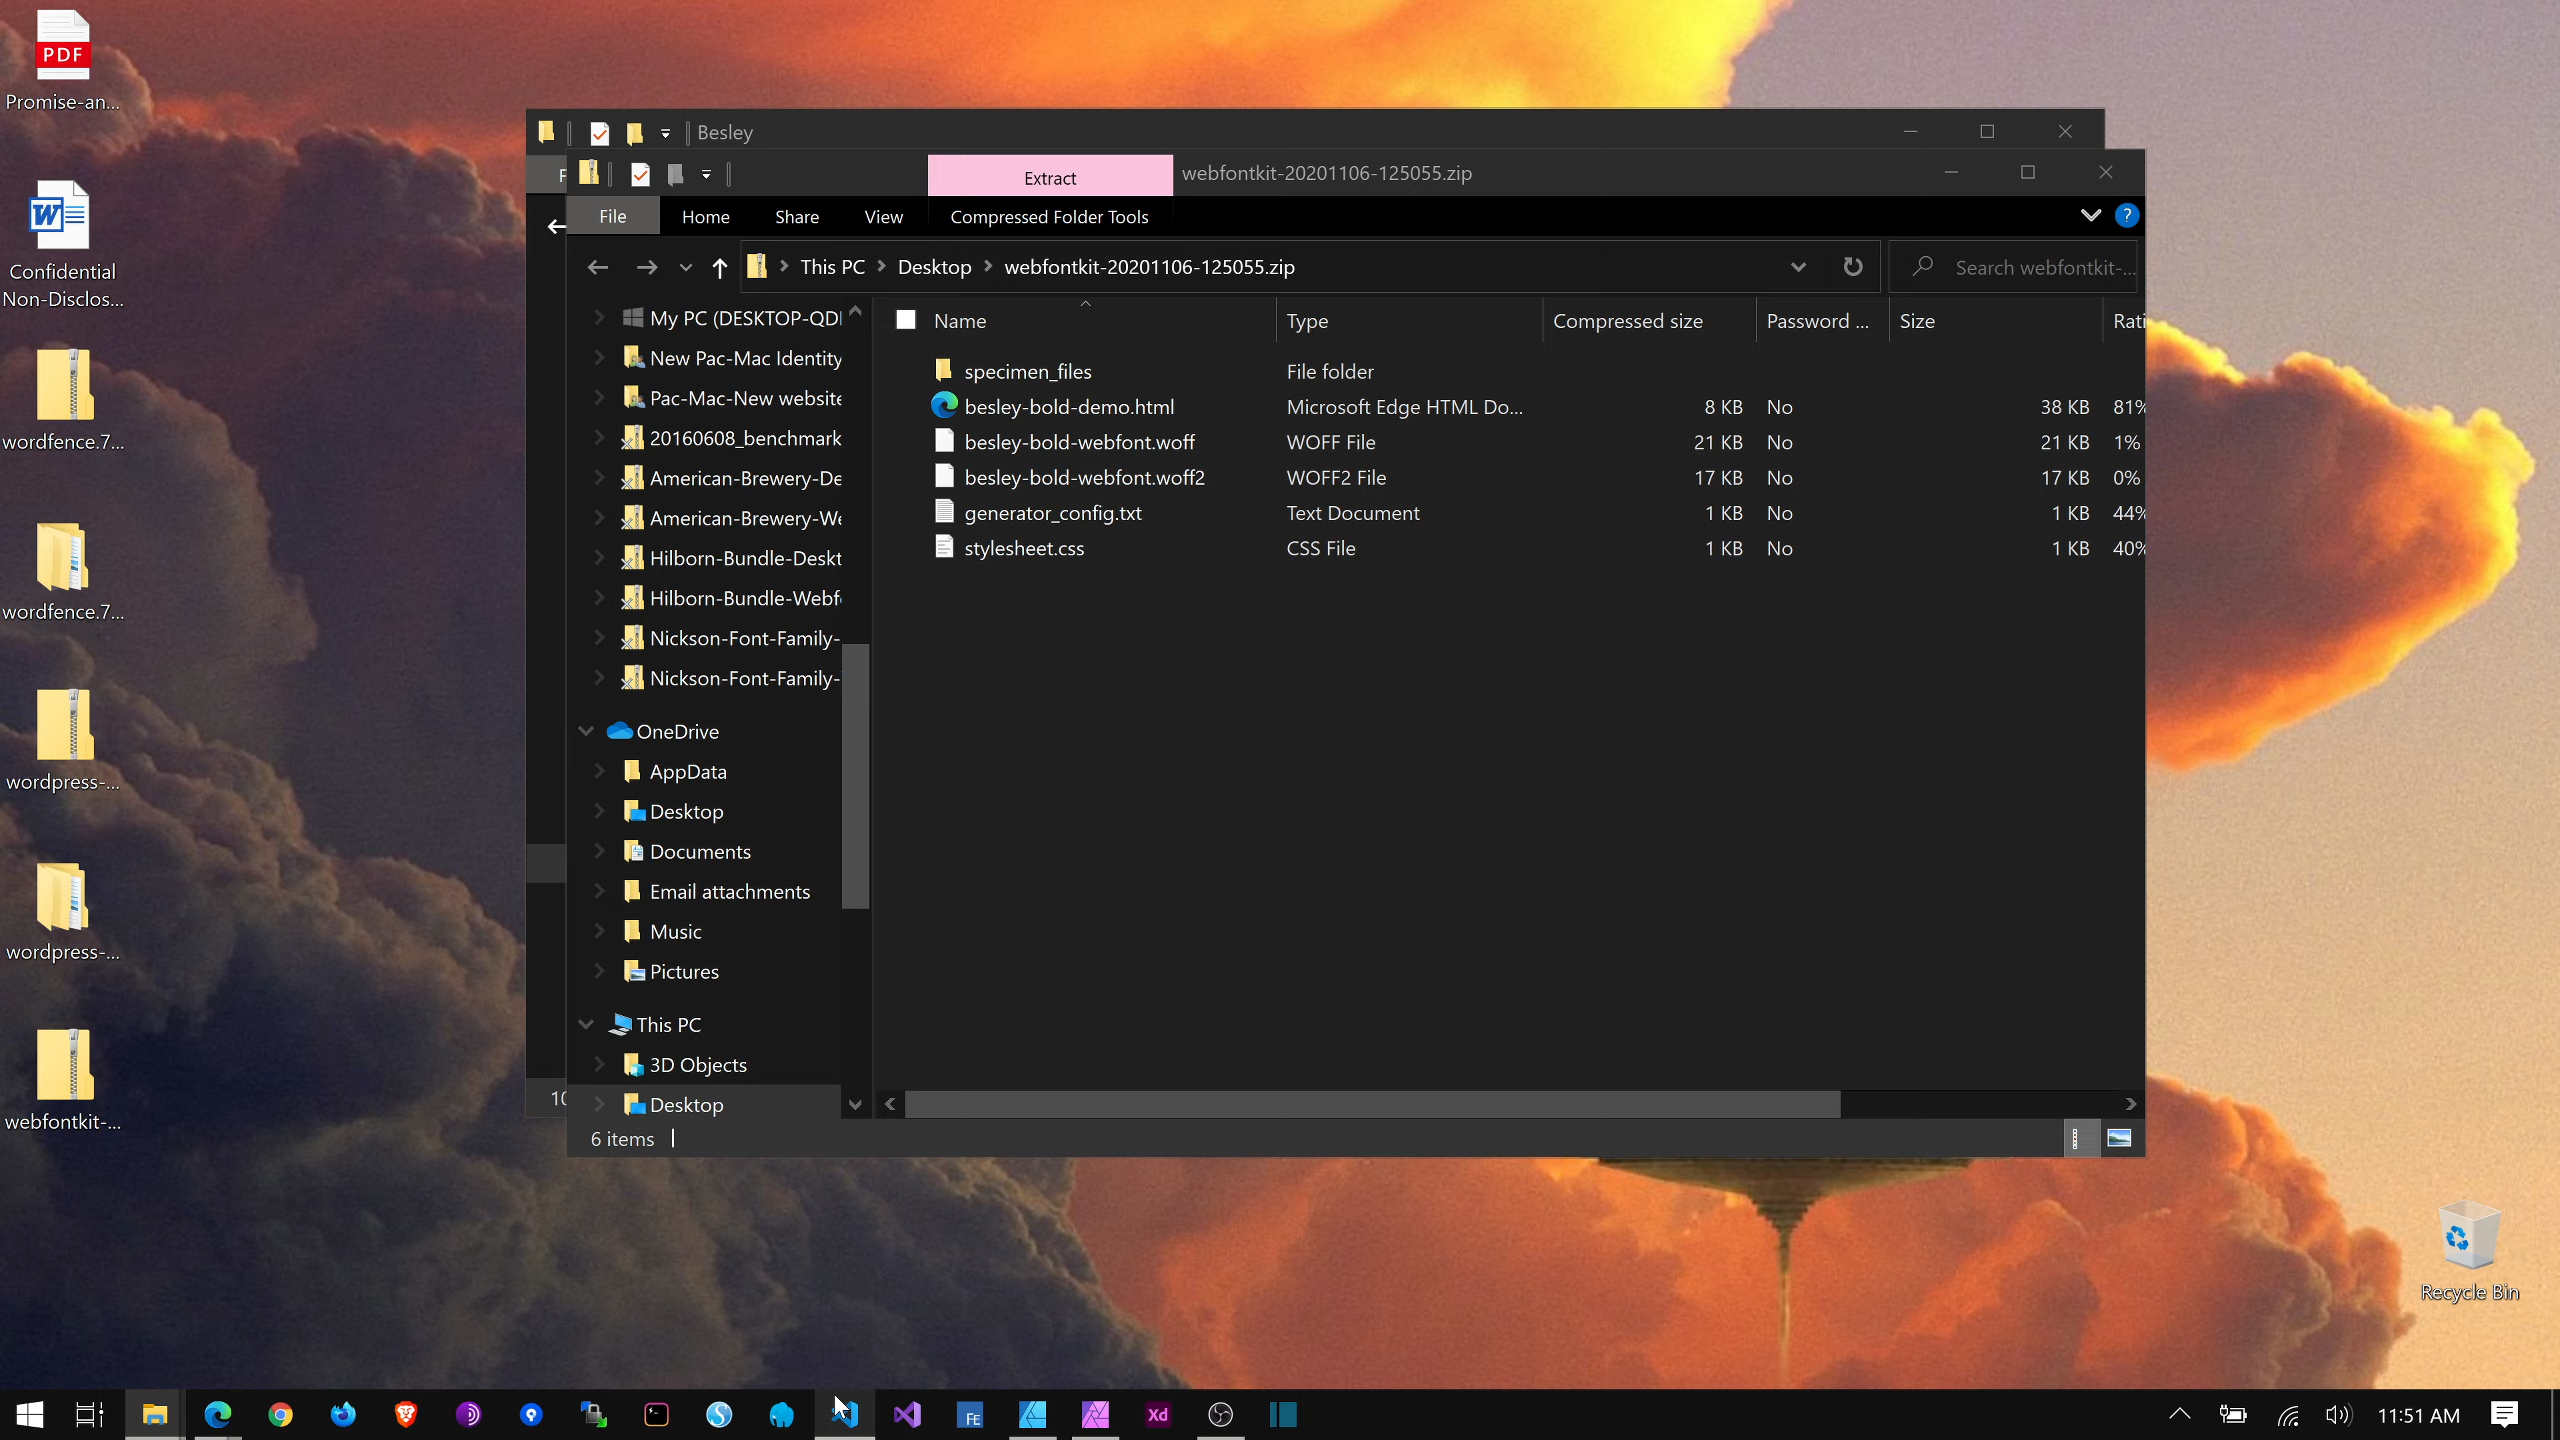 PDF
Promise-an...
W
Confidential
Non-Disclos...
wordfence.7...
wordfence.7...
wordpress-...
wordpress-...
webfontkit-...
Besley
F
Extract
webfontkit-20201106-125055.zip
File
Home
Share
View
Compressed Folder Tools
?
This PC
Desktop
webfontkit-20201106-125055.zip
Search webfontkit-...
My PC (DESKTOP-QDI
New Pac-Mac Identity
Pac-Mac-New website
20160608_benchmark
American-Brewery-De
American-Brewery-We
Hilborn-Bundle-Deskt
Hilborn-Bundle-Webf
Nickson-Font-Family-
Nickson-Font-Family-
OneDrive
AppData
Desktop
Documents
Email attachments
Music
Pictures
This PC
3D Objects
Desktop
Name Type Compressed size Password ... Size Rati
specimen_files File folder
besley-bold-demo.html Microsoft Edge HTML Do... 8 KB No 38 KB 81%
besley-bold-webfont.woff WOFF File 21 KB No 21 KB 1%
besley-bold-webfont.woff2 WOFF2 File 17 KB No 17 KB 0%
generator_config.txt Text Document 1 KB No 1 KB 44%
stylesheet.css CSS File 1 KB No 1 KB 40%
10
6 items
Recycle Bin
FE
Xd
11:51 AM